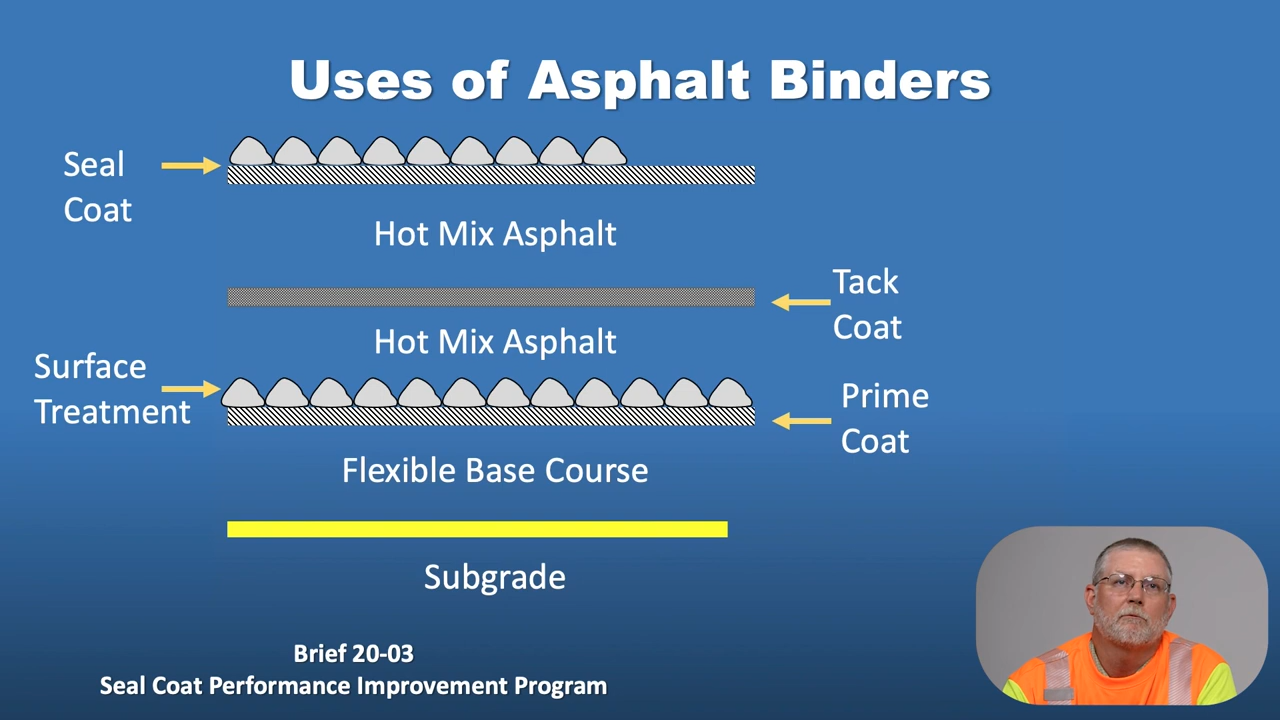 Uses of Asphalt Binders
Seal
Coat
Hot Mix Asphalt
Tack
Coat
Hot Mix Asphalt
Surface
Treatment
Prime
Coat
Flexible Base Course
Subgrade
Brief 20-03
Seal Coat Performance Improvement Program